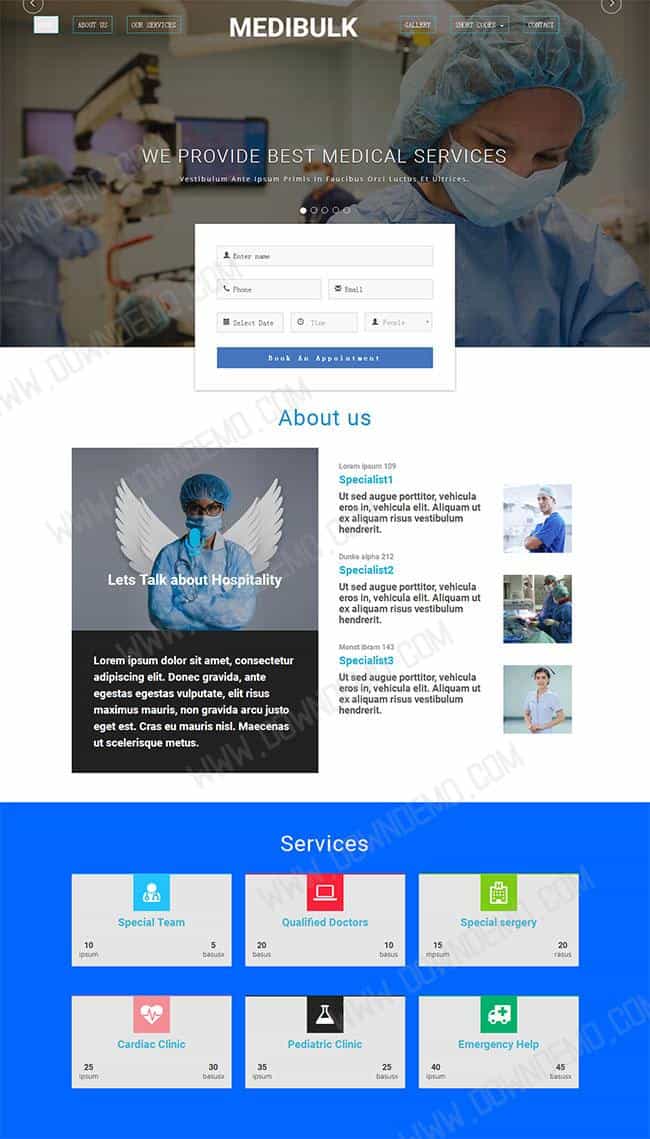 ABOUT US
OUR SERVICES
MEDIBULK
GALLERY
SHORT CODES
CONTACT
WE PROVIDE BEST MEDICAL SERVICES
Vestibulum Ante Ipsum Primis In Faucibus Orci Luctus Et Ultrices.
Enter name
Phone
Email
Select Date
Time
People
Book An Appointment
About us
Lets Talk about Hospitality
Lorem ipsum dolor sit amet, consectetur
adipiscing elit. Donec gravida, ante
egestas egestas vulputate, elit risus
maximus mauris, non gravida arcu justo
eget est. Cras eu mauris nisl. Maecenas
ut scelerisque metus.
Lorem ipsum 109
Specialist1
Ut sed augue porttitor, vehicula
eros in, vehicula elit. Aliquam ut
ex aliquam risus vestibulum
hendrerit.
Dunke alpha 212
Specialist2
Ut sed augue porttitor, vehicula
eros in, vehicula elit. Aliquam ut
ex aliquam risus vestibulum
hendrerit.
Monst Ibram 143
Specialist3
Ut sed augue porttitor, vehicula
eros in, vehicula elit. Aliquam ut
ex aliquam risus vestibulum
hendrerit.
Services
Special Team
10 5
ipsum basusx
Qualified Doctors
20 10
basus basusx
Special sergery
15 20
mpsum rasus
Cardiac Clinic
25 30
ipsum basusx
Pediatric Clinic
35 25
ipsum basusx
Emergency Help
40 45
ipsum basusx
WWW.DOWNDEMO.COM